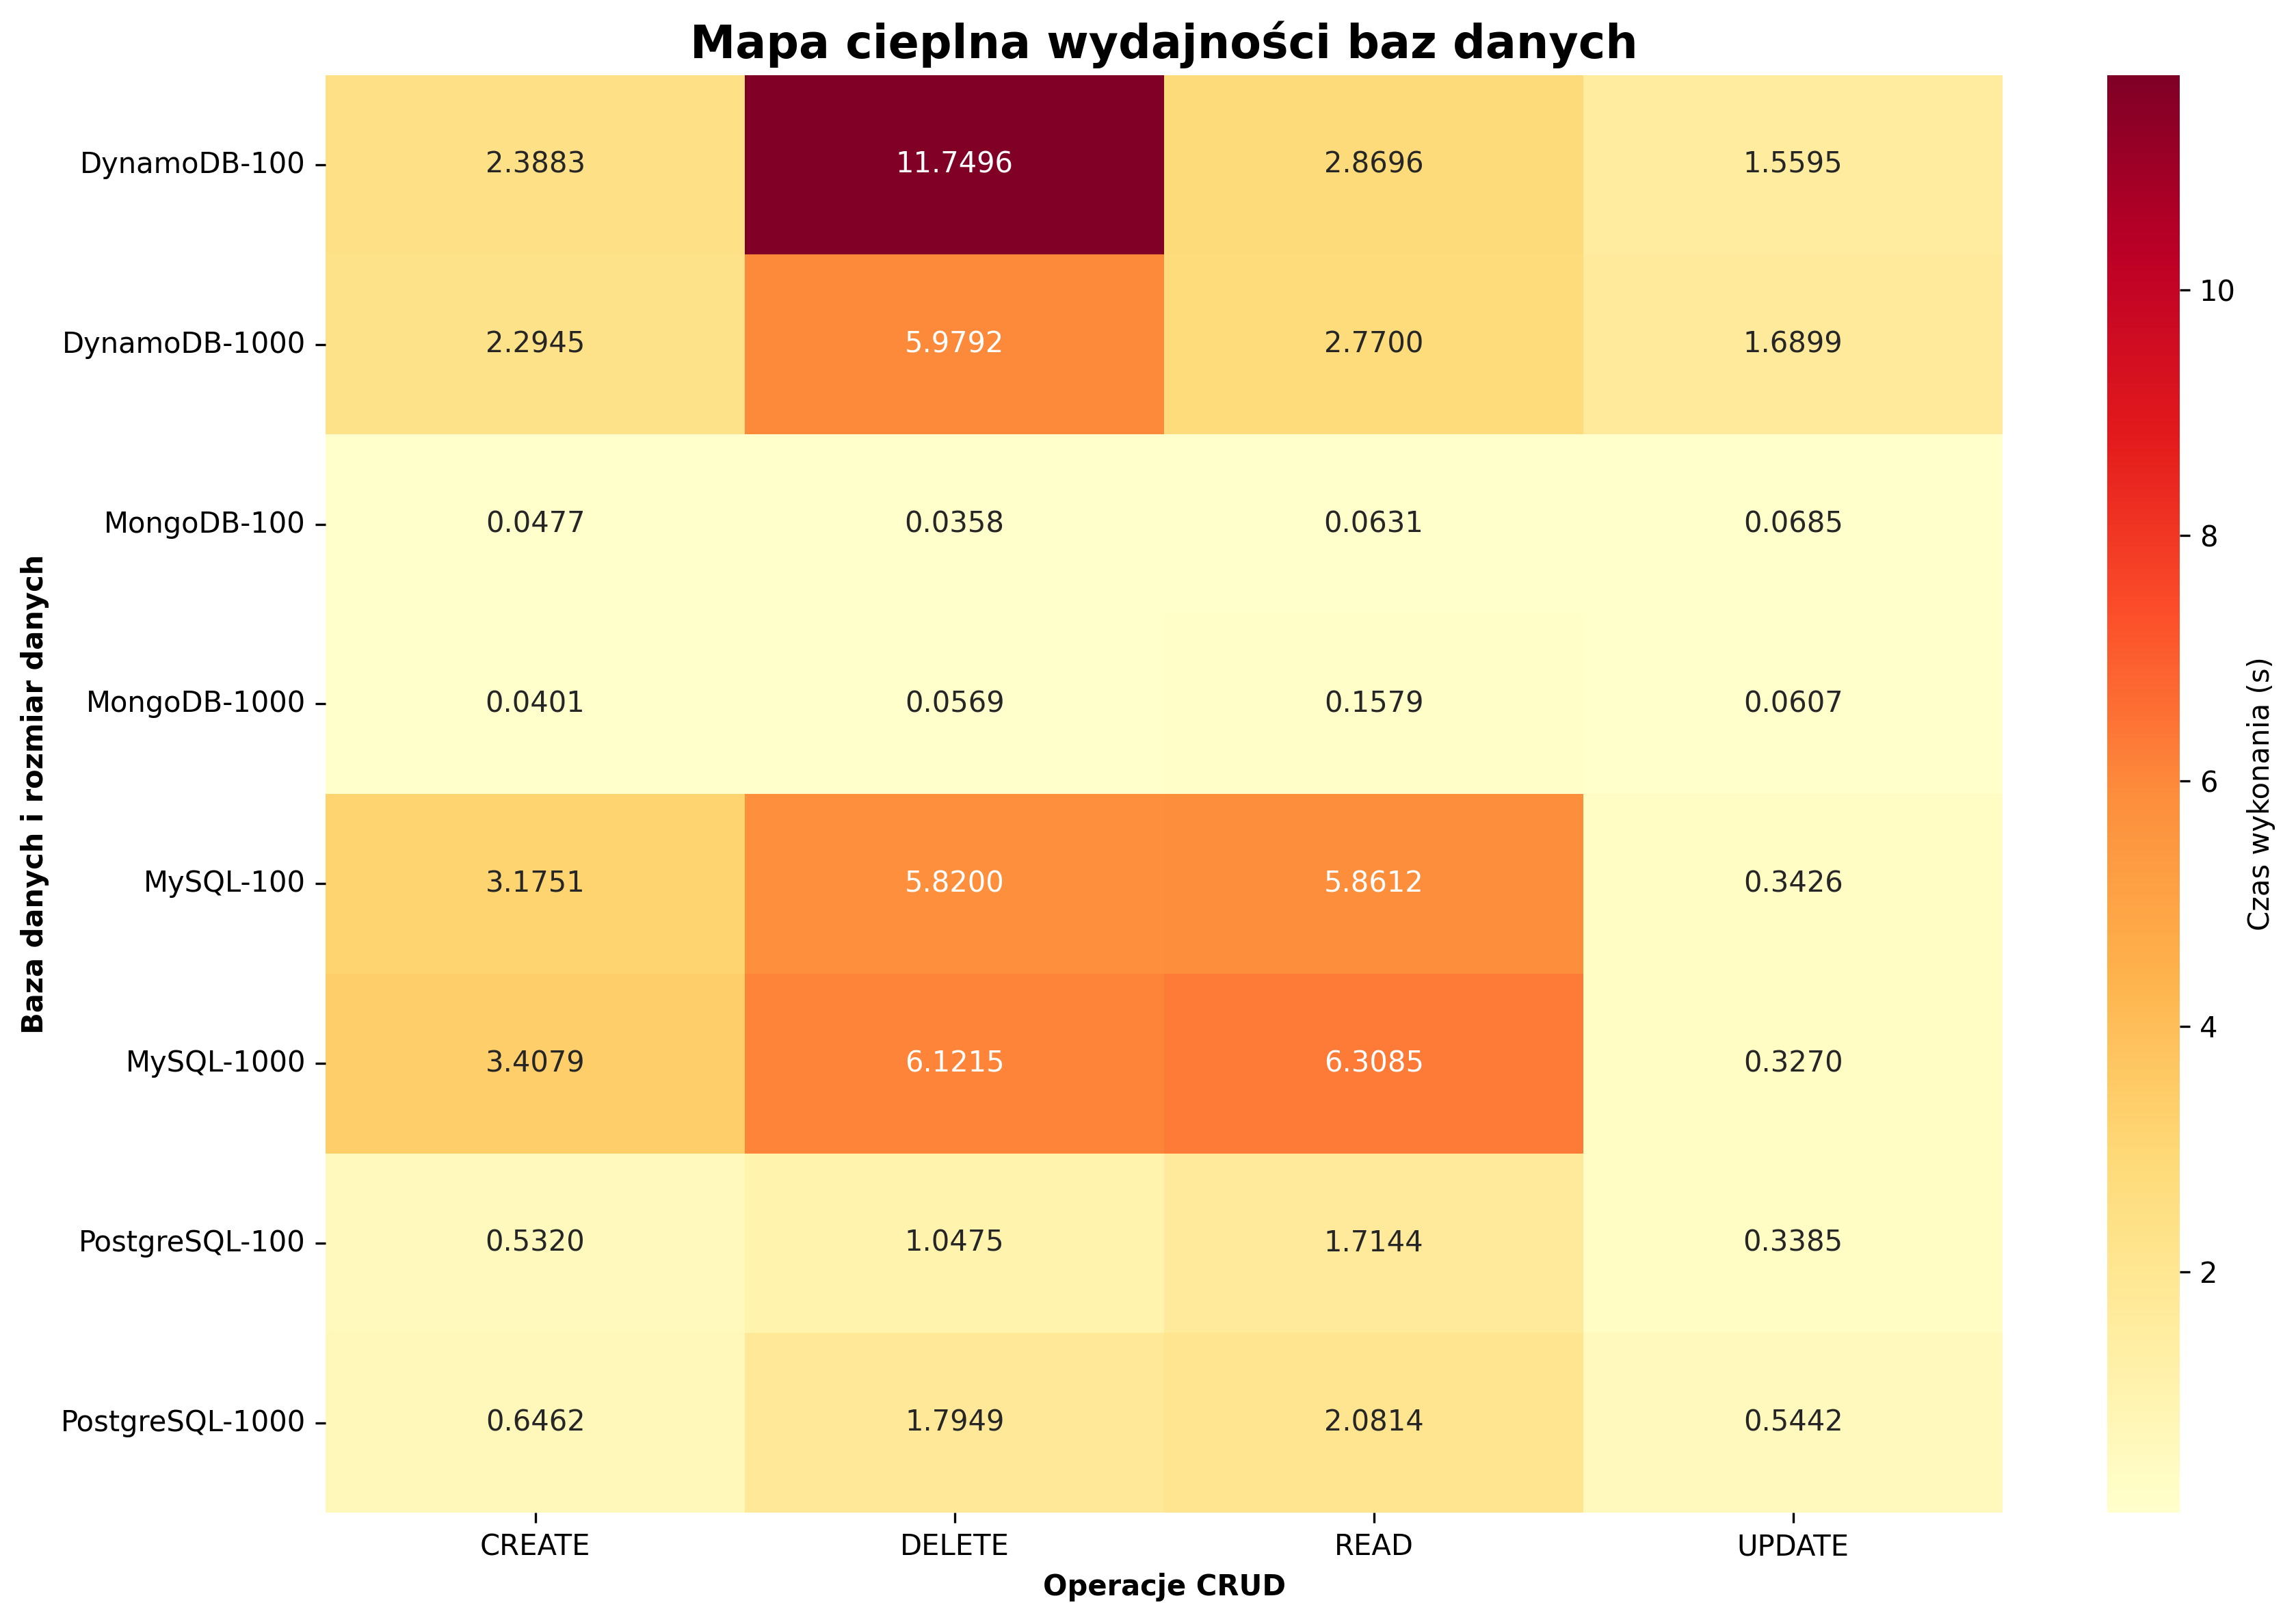 Mapa cieplna wydajności baz danych
Baza danych i rozmiar danych
DynamoDB-100 2.3883 11.7496 2.8696 1.5595
DynamoDB-1000 2.2945 5.9792 2.7700 1.6899
MongoDB-100 0.0477 0.0358 0.0631 0.0685
MongoDB-1000 0.0401 0.0569 0.1579 0.0607
MySQL-100 3.1751 5.8200 5.8612 0.3426
MySQL-1000 3.4079 6.1215 6.3085 0.3270
PostgreSQL-100 0.5320 1.0475 1.7144 0.3385
PostgreSQL-1000 0.6462 1.7949 2.0814 0.5442
CREATE DELETE READ UPDATE
Operacje CRUD
10
8
6
4
2
Czas wykonania (s)